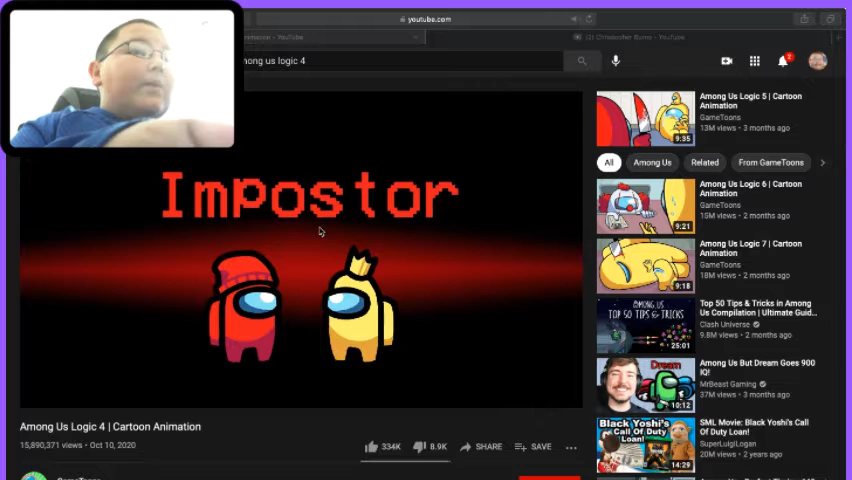 youtube.com
YouTube
(2) Christopher Burns - YouTube
mong us logic 4
2
Impostor
Among Us Logic 5 | Cartoon
Animation
GameToons
13M views • 3 months ago
9:35
All
Among Us
Related
From GameToons
Among Us Logic 6 | Cartoon
Animation
GameToons
15M views • 2 months ago
9:21
Among Us Logic 7 | Cartoon
Animation
GameToons
18M views • 2 months ago
9:18
Top 50 Tips & Tricks in Among
Us Compilation | Ultimate Guid...
Clash Universe
9.8M views • 2 months ago
AMONG US
TOP 50 TIPS & TRICKS
25:01
Among Us But Dream Goes 900
IQ!
MrBeast Gaming
37M views • 3 months ago
Dream
10:12
SML Movie: Black Yoshi's
Call Of Duty Loan!
SuperLuigiLogan
20M views • 2 years ago
Black Yoshi's
Call Of Duty
Loan!
14:29
Among Us Logic 4 | Cartoon Animation
15,890,371 views • Oct 10, 2020
334K
8.9K
SHARE
SAVE
GameToons